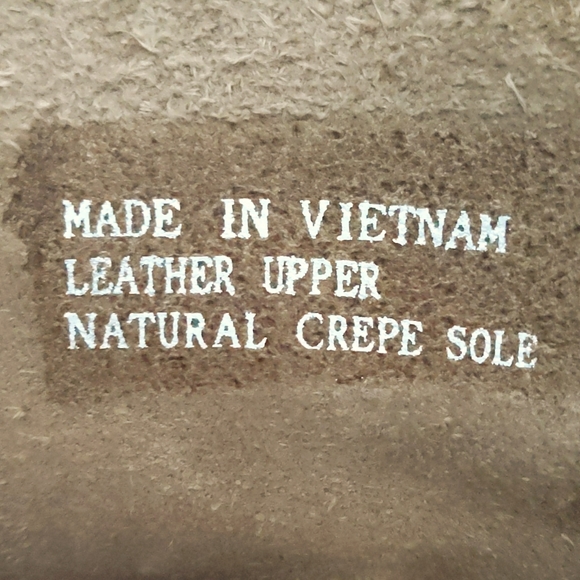 MADE IN VIETNAM
LEATHER UPPER
NATURAL CREPE SOLE